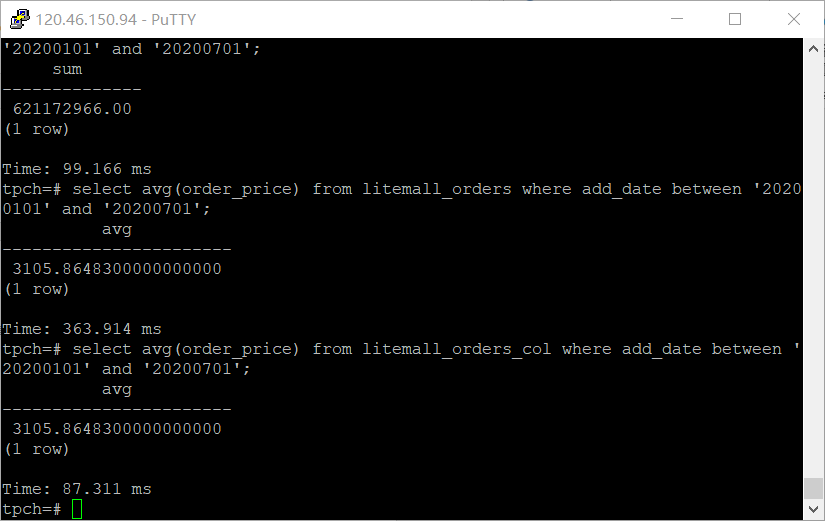 120.46.150.94 - PuTTY
'20200101' and '20200701';
sum
--------------
621172966.00
(1 row)
Time: 99.166 ms
tpch=# select avg(order_price) from litemall_orders where add_date between '2020
0101' and '20200701';
avg
-----------------------
3105.8648300000000000
(1 row)
Time: 363.914 ms
tpch=# select avg(order_price) from litemall_orders_col where add_date between '
20200101' and '20200701';
avg
-----------------------
3105.8648300000000000
(1 row)
Time: 87.311 ms
tpch=#